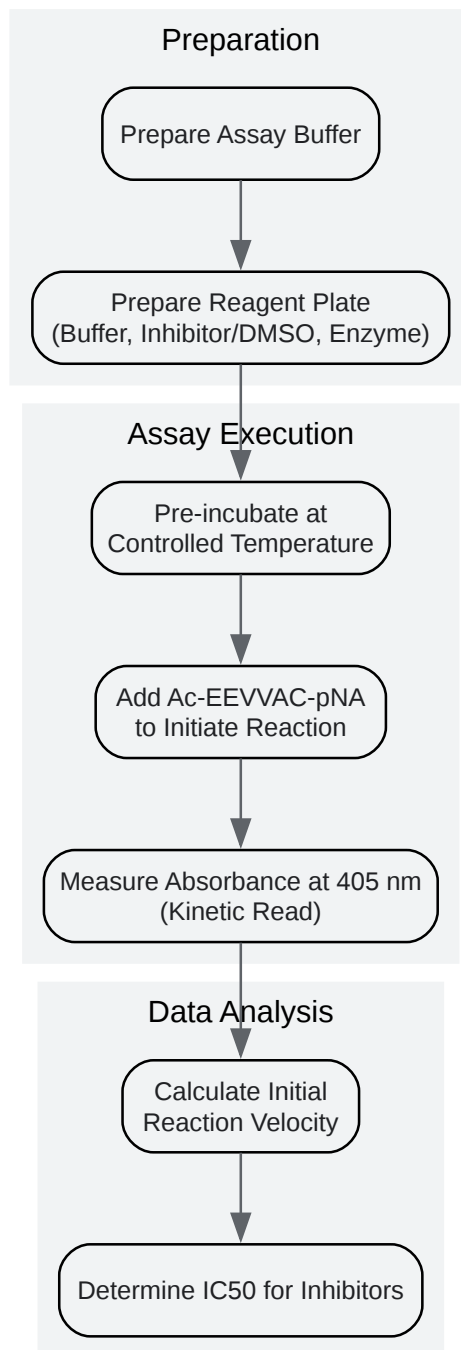 Preparation
Prepare Assay Buffer
Prepare Reagent Plate
(Buffer, Inhibitor/DMSO, Enzyme)
Assay Execution
Pre-incubate at
Controlled Temperature
Add Ac-EEVVAC-pNA
to Initiate Reaction
Measure Absorbance at 405 nm
(Kinetic Read)
Data Analysis
Calculate Initial
Reaction Velocity
Determine IC50 for Inhibitors